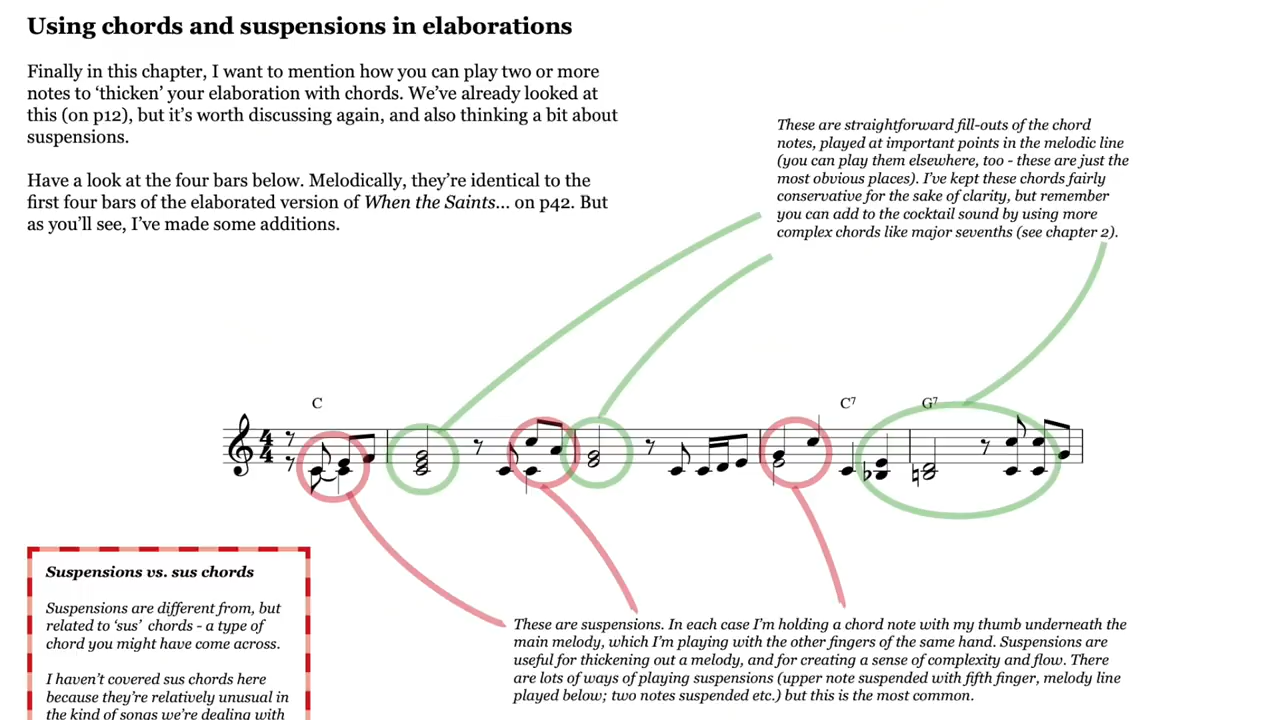 Using chords and suspensions in elaborations
Finally in this chapter, I want to mention how you can play two or more
notes to ‘thicken’ your elaboration with chords. We’ve already looked at
this (on p12), but it’s worth discussing again, and also thinking a bit about
suspensions.
Have a look at the four bars below. Melodically, they’re identical to the
first four bars of the elaborated version of When the Saints... on p42. But
as you’ll see, I’ve made some additions.
These are straightforward fill-outs of the chord
notes, played at important points in the melodic line
(you can play them elsewhere, too - these are just the
most obvious places). I’ve kept these chords fairly
conservative for the sake of clarity, but remember
you can add to the cocktail sound by using more
complex chords like major sevenths (see chapter 2).
C C7 G7
4
4
Suspensions vs. sus chords
Suspensions are different from, but
related to ‘sus’ chords - a type of
chord you might have come across.
I haven’t covered sus chords here
because they’re relatively unusual in
the kind of songs we’re dealing with
These are suspensions. In each case I’m holding a chord note with my thumb underneath the
main melody, which I’m playing with the other fingers of the same hand. Suspensions are
useful for thickening out a melody, and for creating a sense of complexity and flow. There
are lots of ways of playing suspensions (upper note suspended with fifth finger, melody line
played below; two notes suspended etc.) but this is the most common.